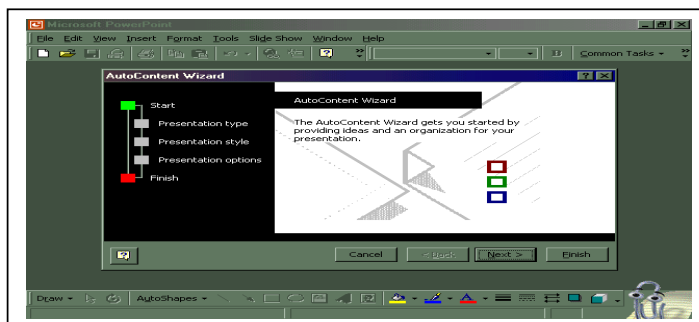 Microsoft PowerPoint
File Edit View Insert Format Tools Slide Show Window Help
Common Tasks
AutoContent Wizard
Start
Presentation type
Presentation style
Presentation options
Finish
AutoContent Wizard
The AutoContent Wizard gets you started by
providing ideas and an organization for your
presentation.
Cancel < Back Next > Finish
Draw AutoShapes